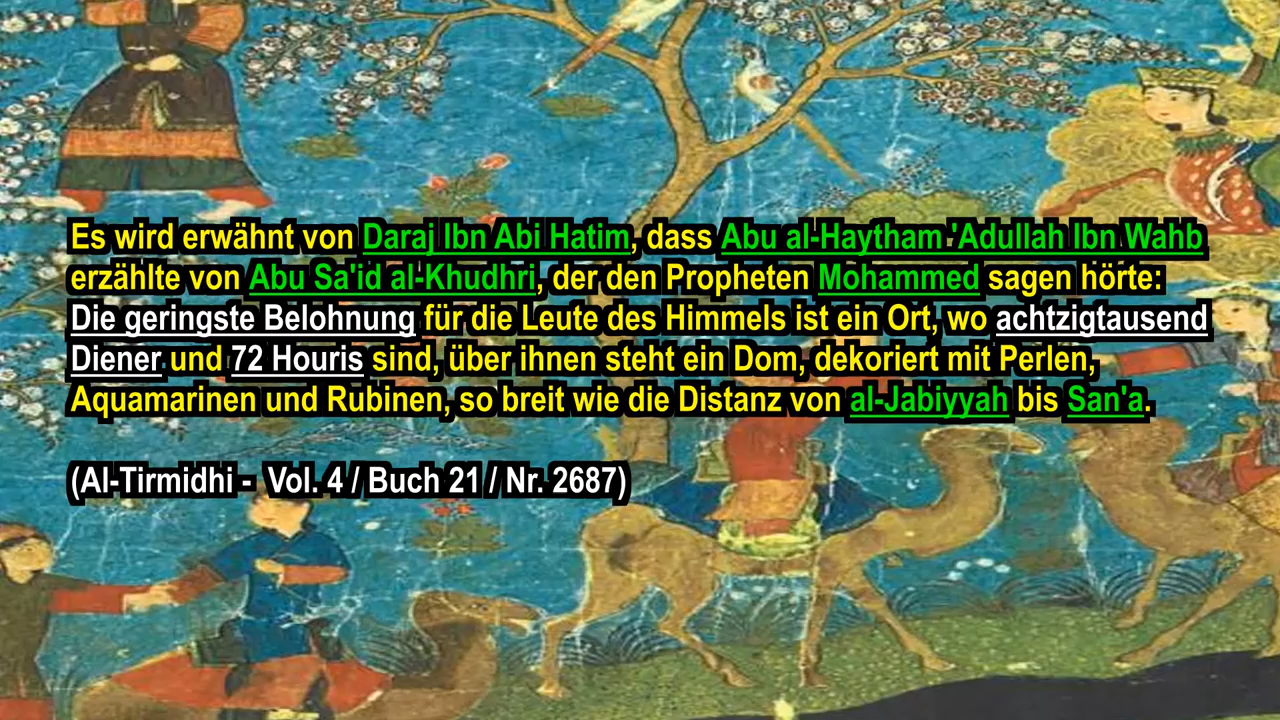 Es wird erwähnt von Daraj Ibn Abi Hatim, dass Abu al-Haytham 'Adullah Ibn Wahb
erzählte von Abu Sa'id al-Khudhri, der den Propheten Mohammed sagen hörte:
Die geringste Belohnung für die Leute des Himmels ist ein Ort, wo achtzigtausend
Diener und 72 Houris sind, über ihnen steht ein Dom, dekoriert mit Perlen,
Aquamarinen und Rubinen, so breit wie die Distanz von al-Jabiyyah bis San'a.
(Al-Tirmidhi - Vol. 4 / Buch 21 / Nr. 2687)